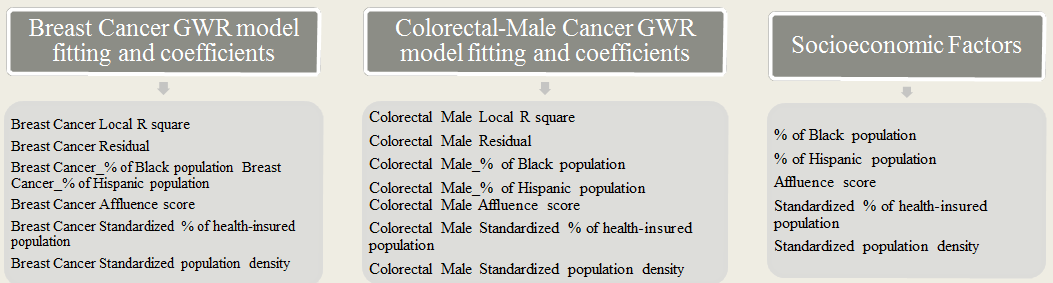 Breast Cancer GWR model
fitting and coefficients
Breast Cancer Local R square
Breast Cancer Residual
Breast Cancer_% of Black population Breast
Cancer_% of Hispanic population
Breast Cancer Affluence score
Breast Cancer Standardized % of health-insured
population
Breast Cancer Standardized population density
Colorectal-Male Cancer GWR
model fitting and coefficients
Colorectal Male Local R square
Colorectal Male Residual
Colorectal Male_% of Black population
Colorectal Male_% of Hispanic population
Colorectal Male Affluence score
Colorectal Male Standardized % of health-insured
population
Colorectal Male Standardized population density
Socioeconomic Factors
% of Black population
% of Hispanic population
Affluence score
Standardized % of health-insured
population
Standardized population density